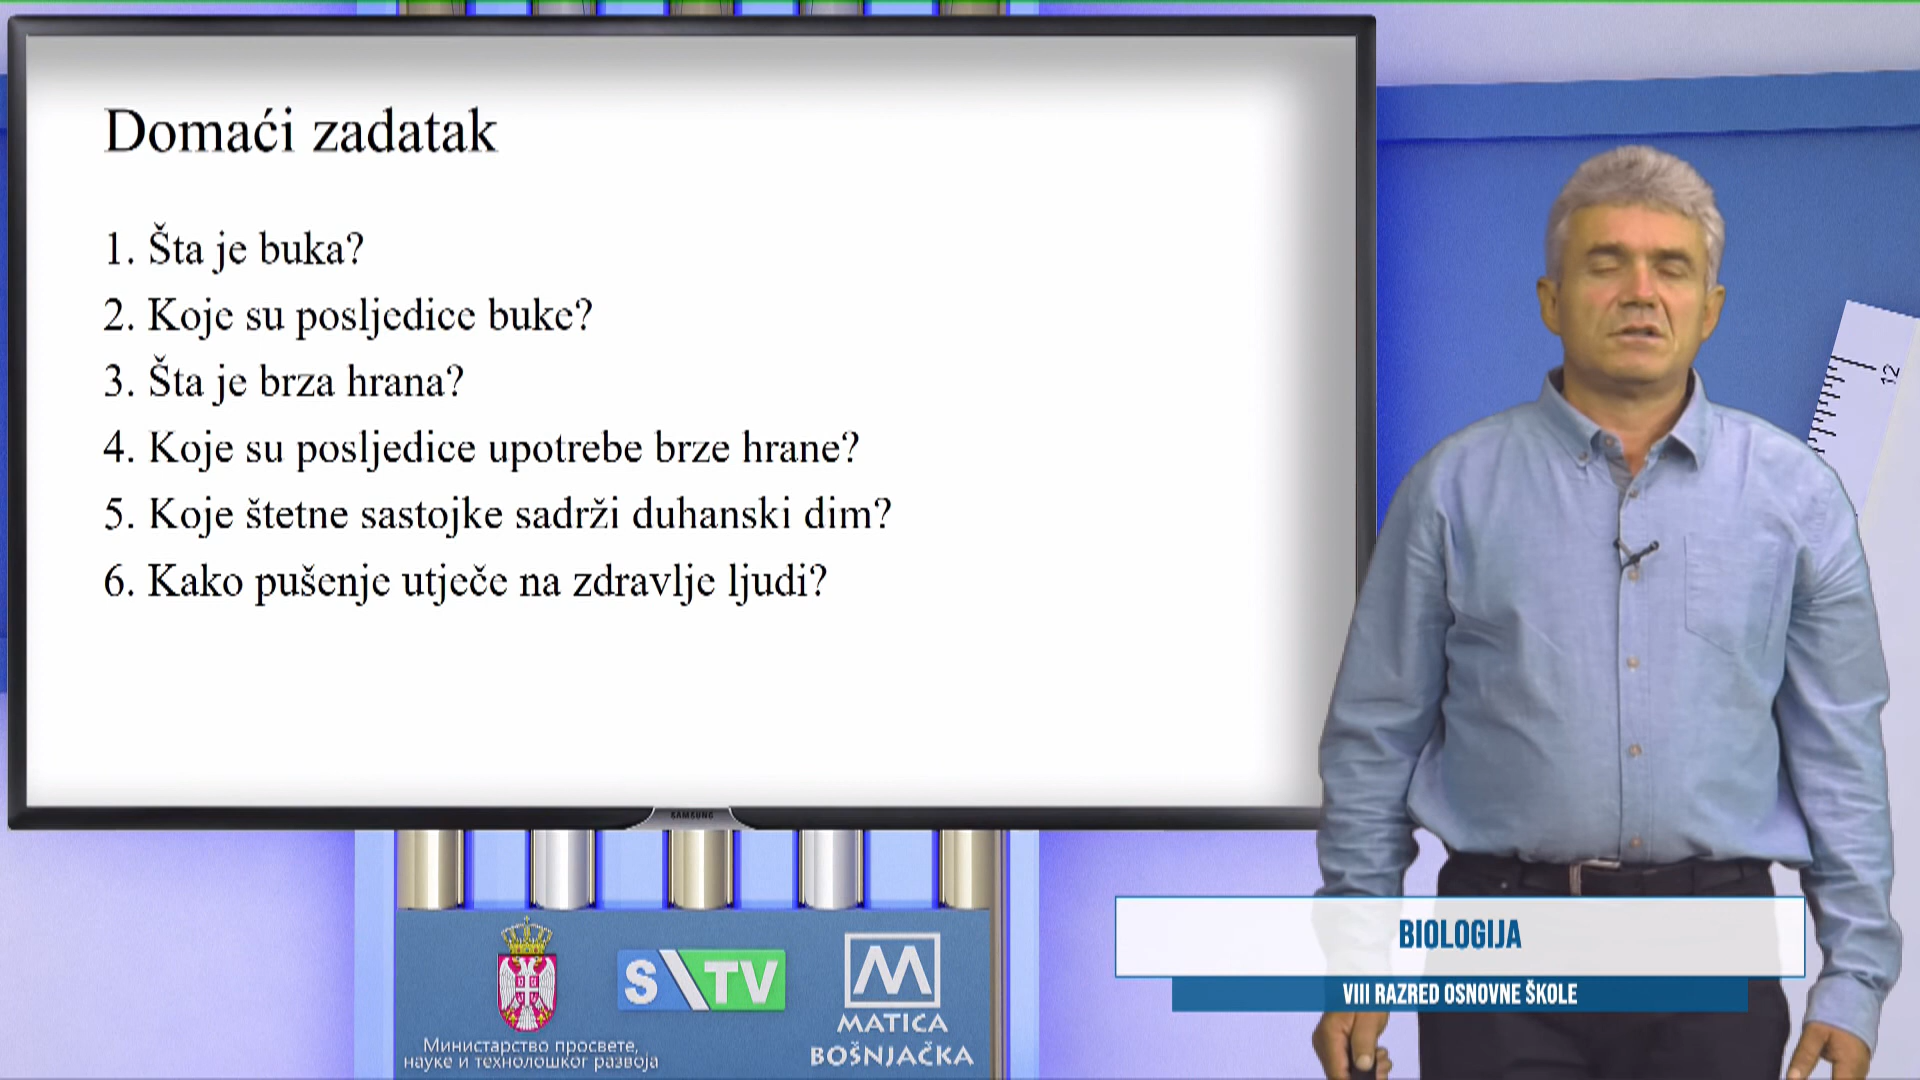 Domaći zadatak
1. Šta je buka?
2. Koje su posljedice buke?
3. Šta je brza hrana?
4. Koje su posljedice upotrebe brze hrane?
5. Koje štetne sastojke sadrži duhanski dim?
6. Kako pušenje utječe na zdravlje ljudi?
SAMSUNG
12
BIOLOGIJA
VIII RAZRED OSNOVNE ŠKOLE
S TV
MATICA
BOŠNJAČKA
Министарство просвете,
науке и технолошког развоја